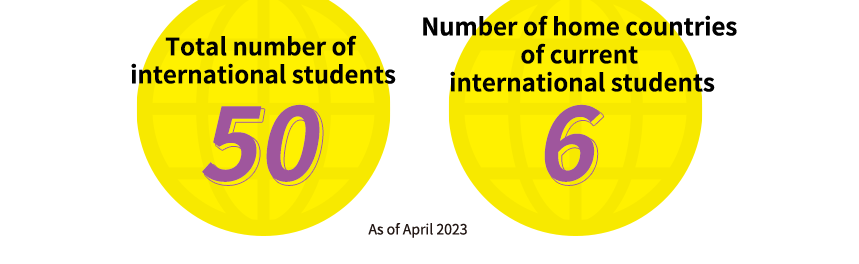 Total number of
international students
50
Number of home countries
of current
international students
6
As of April 2023